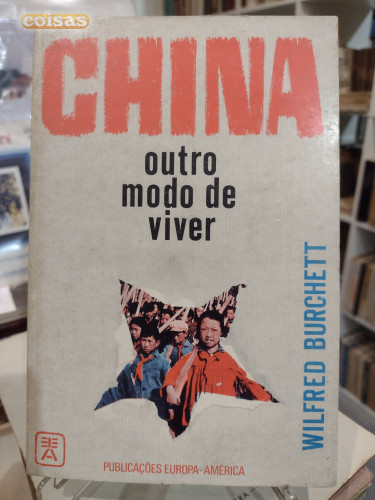 coisas
CHINA
outro
modo de
viver
WILFRED BURCHETT
PUBLICAÇÕES EUROPA-AMÉRICA